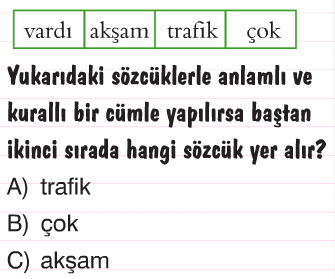 vardı akşam trafik çok
Yukarıdaki sözcüklerle anlamlı ve
kurallı bir cümle yapılırsa baştan
ikinci sırada hangi sözcük yer alır?
A) trafik
B) çok
C) akşam